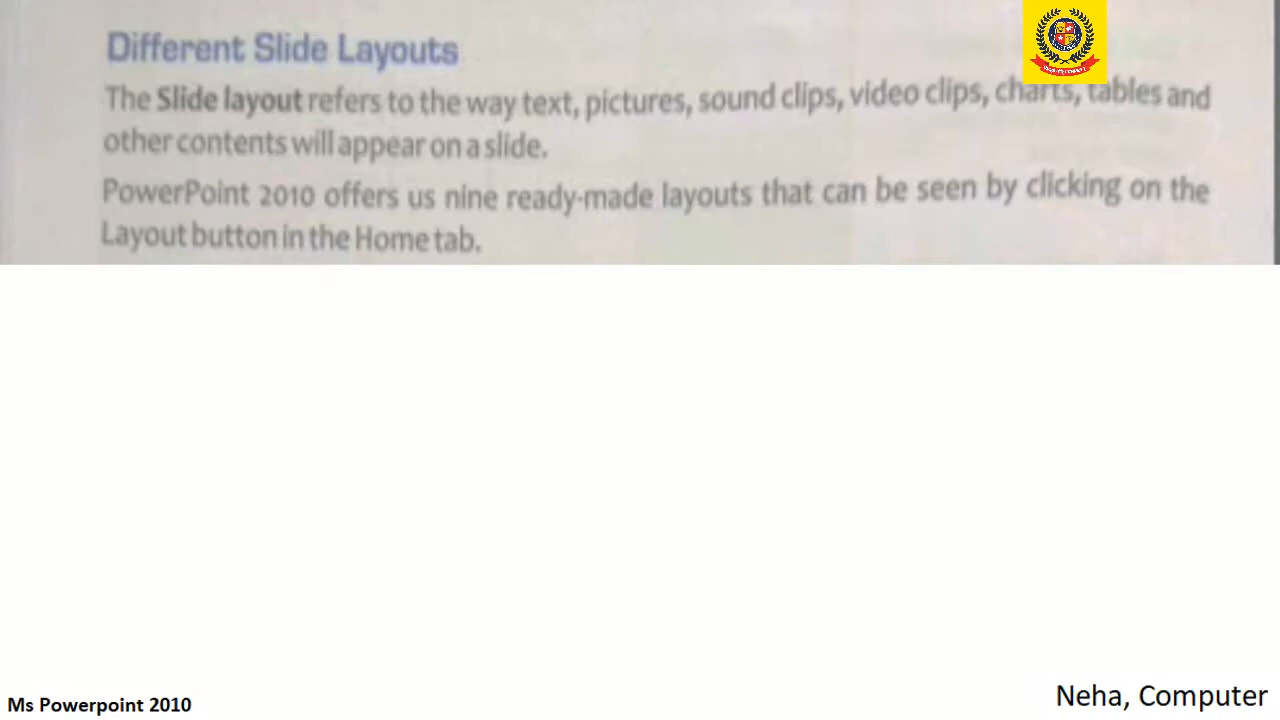 Different Slide Layouts
The Slide layout refers to the way text, pictures, sound clips, video clips, charts, tables and
other contents will appear on a slide.
PowerPoint 2010 offers us nine ready-made layouts that can be seen by clicking on the
Layout button in the Home tab.
Ms Powerpoint 2010
Neha, Computer